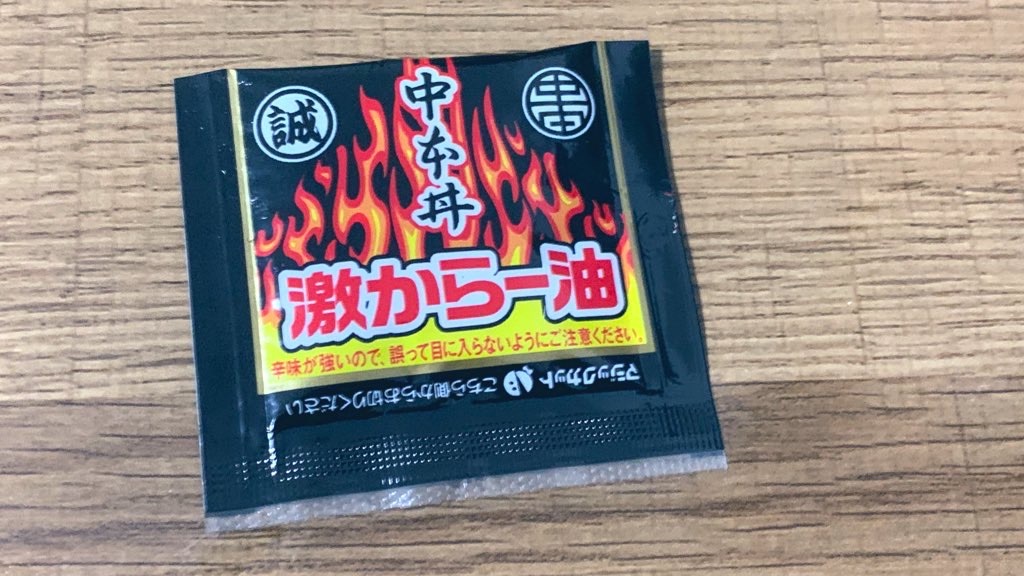 誠
中本丼
激からー油
辛味が強いので、誤って目に入らないようにご注意ください。
マジックカット こちら側からお切りください